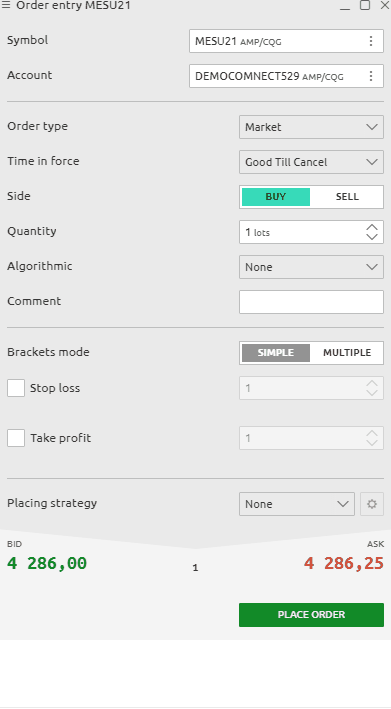 Order entry MESU21
Symbol MESU21 AMP/CQG
Account DEMOCOMNECT529 AMP/CQG
Order type Market
Time in force Good Till Cancel
Side BUY SELL
Quantity 1 lots
Algorithmic None
Comment
Brackets mode SIMPLE MULTIPLE
Stop loss 1
Take profit 1
Placing strategy None
BID ASK
4 286,00 1 4 286,25
PLACE ORDER